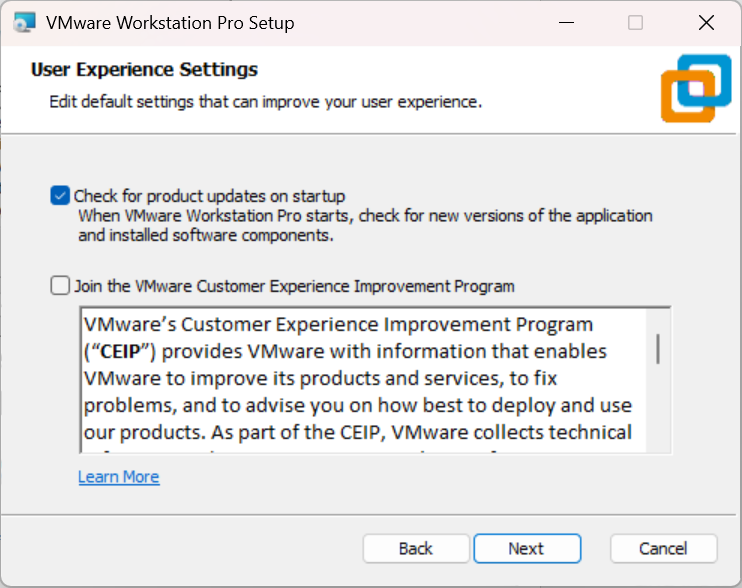 VMware Workstation Pro Setup
User Experience Settings
Edit default settings that can improve your user experience.
Check for product updates on startup
When VMware Workstation Pro starts, check for new versions of the application
and installed software components.
Join the VMware Customer Experience Improvement Program
VMware’s Customer Experience Improvement Program
(“CEIP”) provides VMware with information that enables
VMware to improve its products and services, to fix
problems, and to advise you on how best to deploy and use
our products. As part of the CEIP, VMware collects technical
Learn More
Back
Next
Cancel